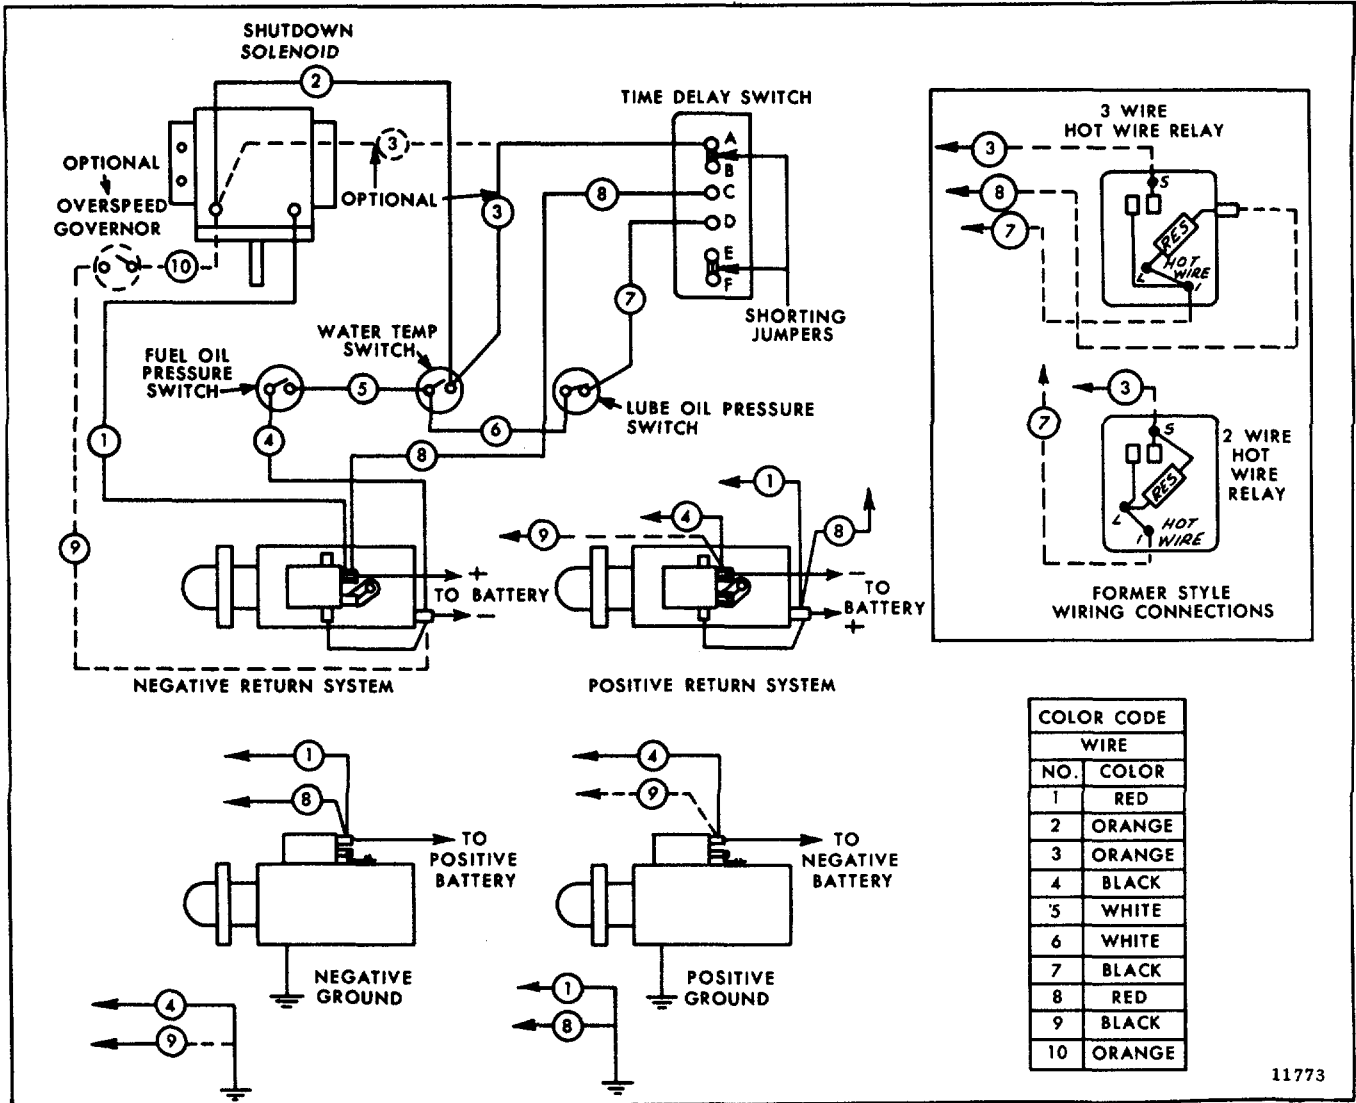 SHUTDOWN
SOLENOID
2
TIME DELAY SWITCH
A
B
C
D
E
F
3
OPTIONAL
OVERSPEED
GOVERNOR
OPTIONAL
3
8
10
7
SHORTING
JUMPERS
WATER TEMP
SWITCH
FUEL OIL
PRESSURE
SWITCH
5
LUBE OIL PRESSURE
SWITCH
1
4
6
8
9
+
TO BATTERY
−
NEGATIVE RETURN SYSTEM
1
4
9
8
−
TO
BATTERY
+
POSITIVE RETURN SYSTEM
3 WIRE
HOT WIRE RELAY
3
8
7
S
RES
HOT
WIRE
L
1
3
7
S
2 WIRE
HOT
WIRE
RELAY
RES
L
HOT
WIRE
1
FORMER STYLE
WIRING CONNECTIONS
1
8
TO
POSITIVE
BATTERY
NEGATIVE
GROUND
4
9
4
9
TO
NEGATIVE
BATTERY
POSITIVE
GROUND
1
8
COLOR CODE
WIRE
NO. COLOR
1 RED
2 ORANGE
3 ORANGE
4 BLACK
5 WHITE
6 WHITE
7 BLACK
8 RED
9 BLACK
10 ORANGE
11773